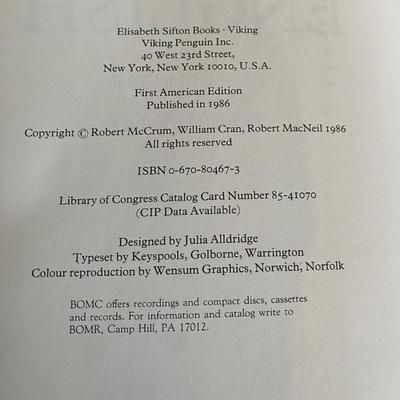 ENGLISH
Elisabeth Sifton Books · Viking
Viking Penguin Inc.
40 West 23rd Street,
New York, New York 10010, U.S.A.
First American Edition
Published in 1986
Copyright © Robert McCrum, William Cran, Robert MacNeil 1986
All rights reserved
ISBN 0-670-80467-3
Library of Congress Catalog Card Number 85-41070
(CIP Data Available)
Designed by Julia Alldridge
Typeset by Keyspools, Golborne, Warrington
Colour reproduction by Wensum Graphics, Norwich, Norfolk
BOMC offers recordings and compact discs, cassettes
and records. For information and catalog write to
BOMR, Camp Hill, PA 17012.